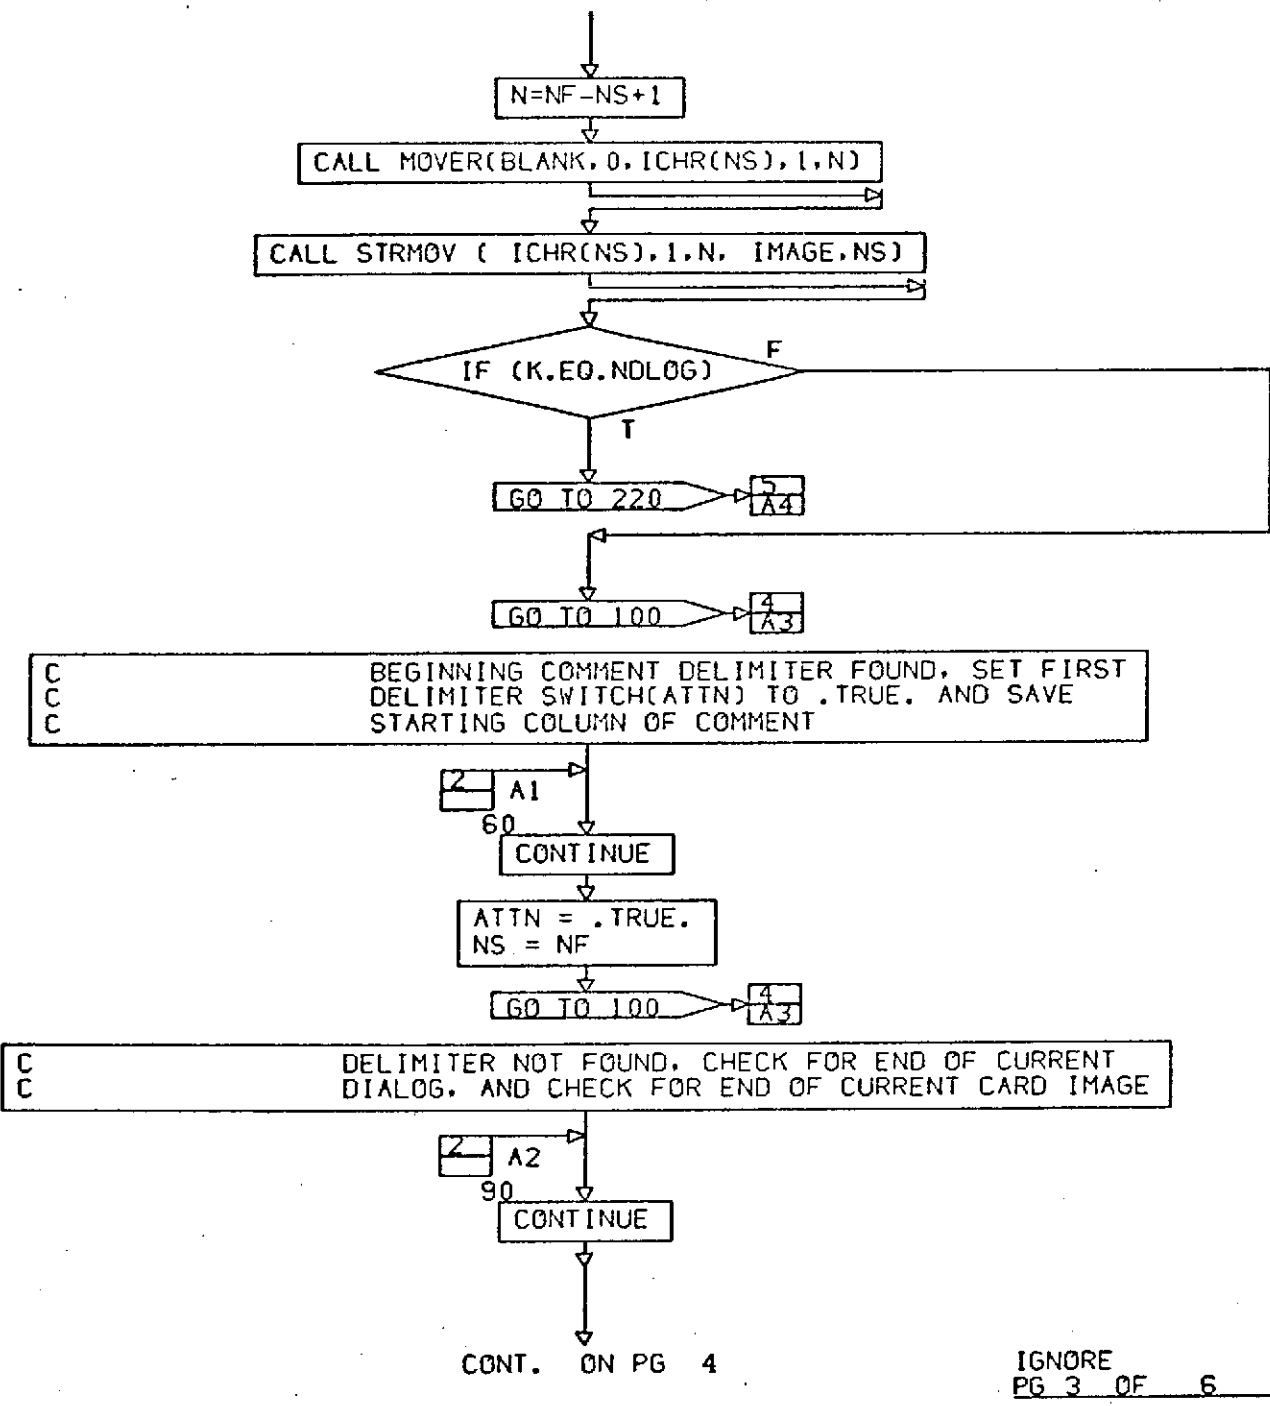 N=NF-NS+1
CALL MOVER(BLANK,0,ICHR(NS),1,N)
CALL STRMOV ( ICHR(NS),1,N, IMAGE,NS)
IF (K.EQ.NDLOG)
F
T
GO TO 220
5
A4
GO TO 100
4
A3
C BEGINNING COMMENT DELIMITER FOUND, SET FIRST
C DELIMITER SWITCH(ATTN) TO .TRUE. AND SAVE
C STARTING COLUMN OF COMMENT
2
A1
60
CONTINUE
ATTN = .TRUE.
NS = NF
GO TO 100
4
A3
C DELIMITER NOT FOUND, CHECK FOR END OF CURRENT
C DIALOG, AND CHECK FOR END OF CURRENT CARD IMAGE
2
A2
90
CONTINUE
CONT. ON PG 4
IGNORE
PG 3 OF 6